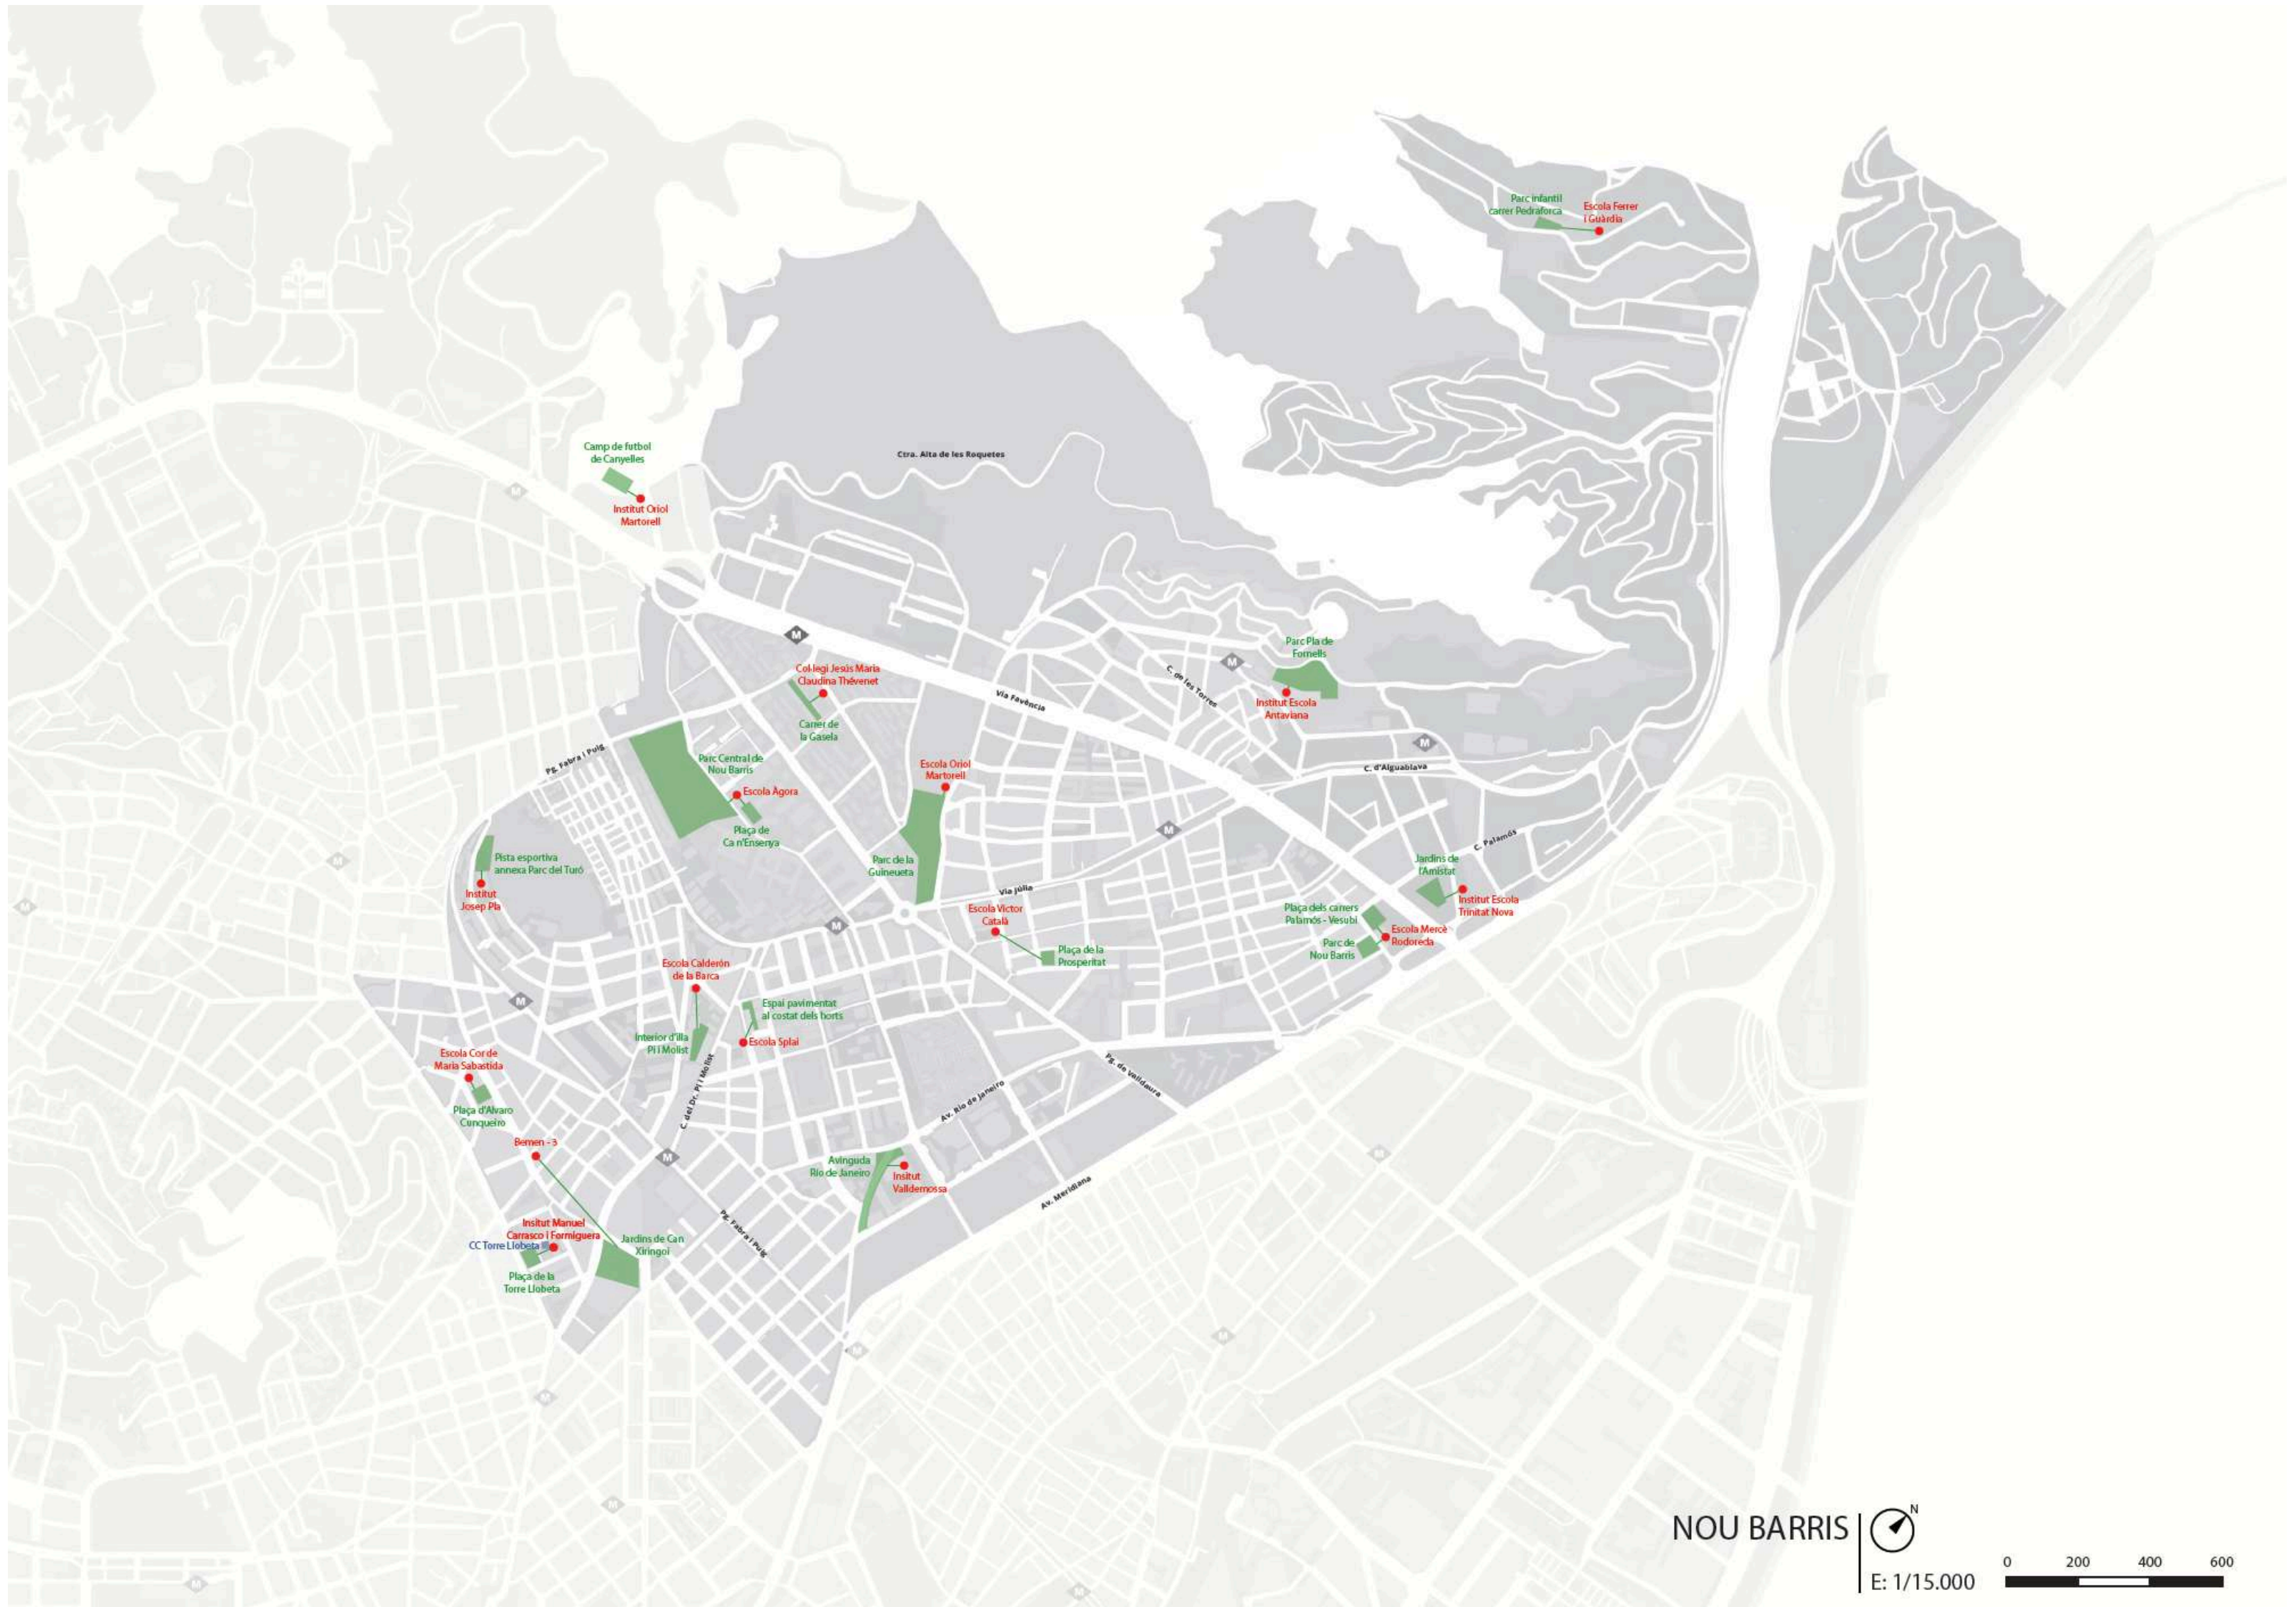 Parc infantil
carrer Pedraforca
Escola Ferrer
i Guàrdia
Camp de futbol
de Canyelles
Institut Oriol
Martorell
Ctra. Alta de les Roquetes
M
M
M
Parc Pla de
Fornells
Institut Escola
Antaviana
C. de les Torres
Via Favència
Col·legi Jesús Maria
Claudina Thévenet
Carrer de
la Gasela
Pg. Fabra i Puig
Parc Central de
Nou Barris
Escola Àgora
Plaça de
Ca n'Ensenya
Escola Oriol
Martorell
Parc de la
Guineueta
M
C. d'Aiguablava
M
C. Palamós
M
Pista esportiva
annexa Parc del Turó
Institut
Josep Pla
M
Via Júlia
Escola Víctor
Català
Plaça de la
Prosperitat
Jardins de
l'Amistat
Institut Escola
Trinitat Nova
Plaça dels carrers
Palamós - Vesubi
Escola Mercè
Rodoreda
Parc de
Nou Barris
M
M
Escola Calderón
de la Barca
Espai pavimentat
al costat dels horts
Interior d'illa
Pi i Molist
Escola Splai
C. del Dr. Pi i Molist
Escola Cor de
Maria Sabastida
Plaça d'Alvaro
Cunqueiro
Bemen - 3
M
Av. Rio de Janeiro
Pg. de Valldaura
Avinguda
Río de Janeiro
Insitut
Valldemossa
Av. Meridiana
M
Insitut Manuel
Carrasco i Formiguera
CC Torre Llobeta
Plaça de la
Torre Llobeta
Jardins de Can
Xiringoi
Pg. Fabra i Puig
M
M
M
M
M
M
NOU BARRIS
N
E: 1/15.000
0 200 400 600